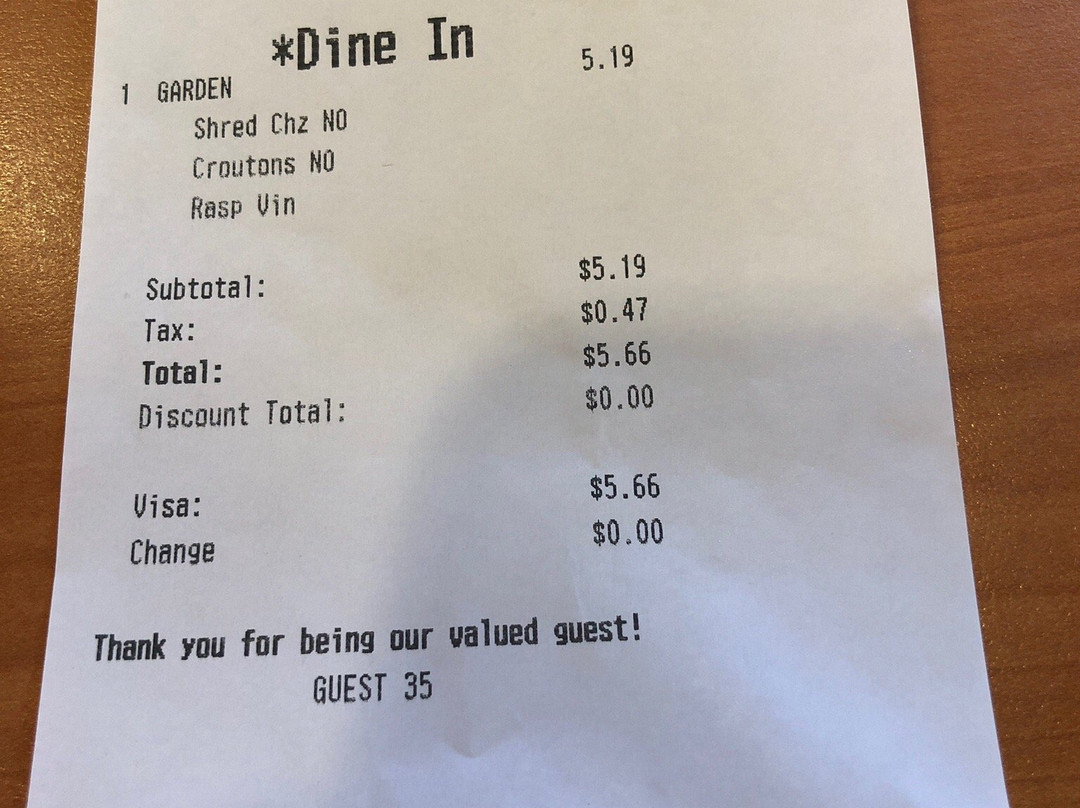 *Dine In
1 GARDEN 5.19
Shred Chz NO
Croutons NO
Rasp Vin
Subtotal: $5.19
Tax: $0.47
Total: $5.66
Discount Total: $0.00
Visa: $5.66
Change $0.00
Thank you for being our valued guest!
GUEST 35